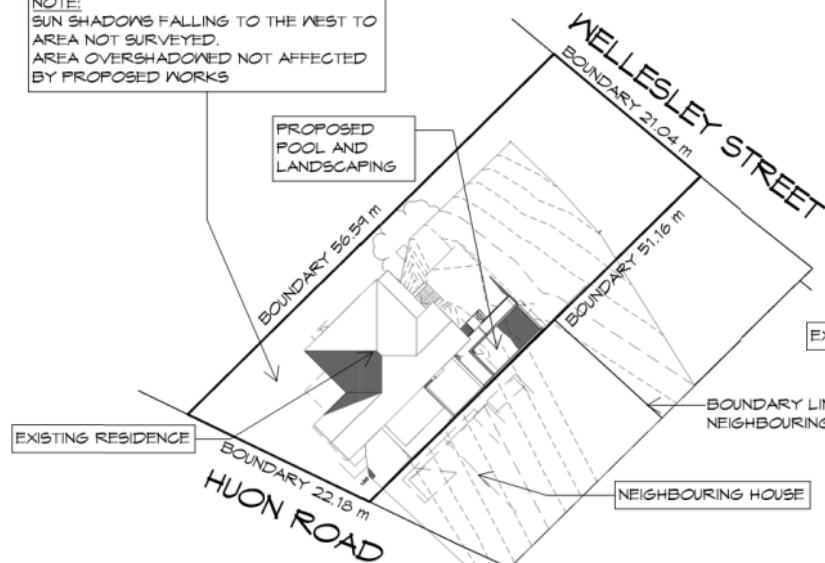 NOTE:
SUN SHADOWS FALLING TO THE WEST TO
AREA NOT SURVEYED.
AREA OVERSHADOWED NOT AFFECTED
BY PROPOSED WORKS
WELLESLEY STREET
BOUNDARY 21.04 m
PROPOSED
POOL AND
LANDSCAPING
BOUNDARY 56.59 m
BOUNDARY 51.16 m
BOUNDARY
NEIGHBOURING
EXISTING RESIDENCE
BOUNDARY 22.18 m
HUON ROAD
NEIGHBOURING HOUSE